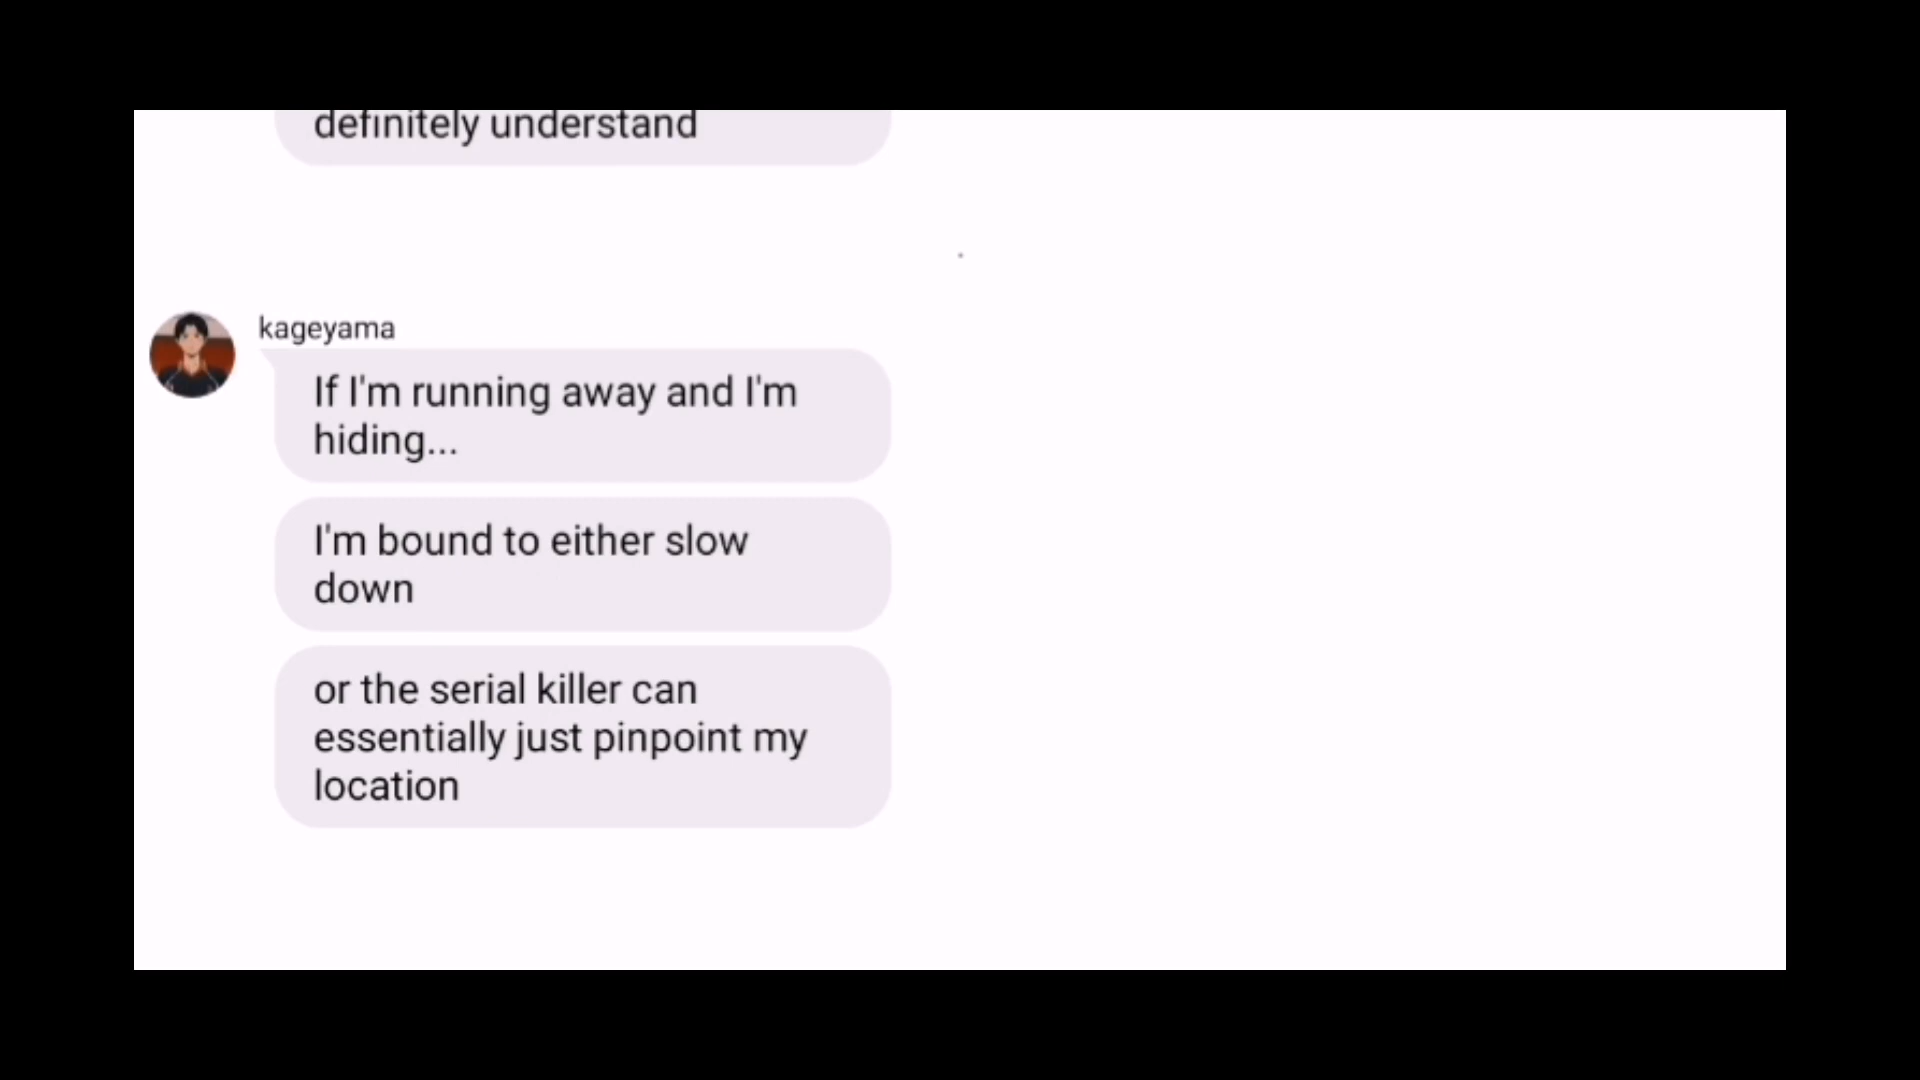 definitely understand
kageyama
If I'm running away and I'm
hiding...
I'm bound to either slow
down
or the serial killer can
essentially just pinpoint my
location